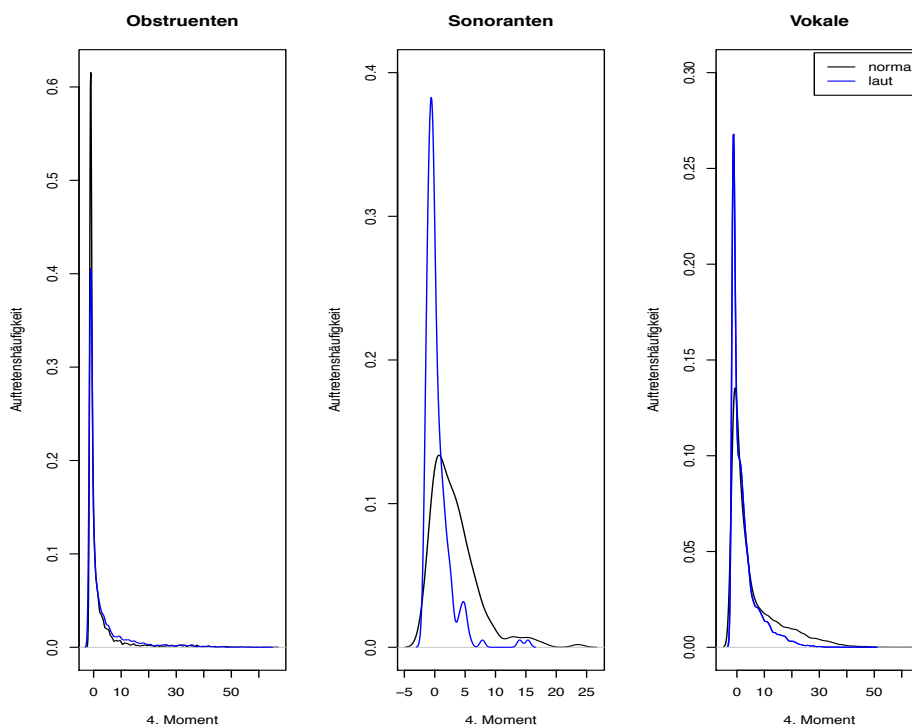 Obstruenten
Auftretenshäufigkeit
0.0
0.1
0.2
0.3
0.4
0.5
0.6
0 10 30 50
4. Moment
Sonoranten
Auftretenshäufigkeit
0.0
0.1
0.2
0.3
0.4
−5 0 5 10 15 20 25
4. Moment
Vokale
norma
laut
Auftretenshäufigkeit
0.00
0.05
0.10
0.15
0.20
0.25
0.30
0 10 30 50
4. Moment